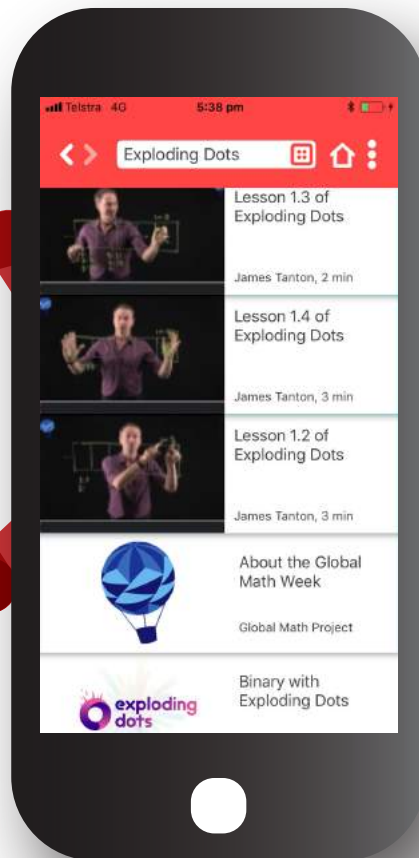 Telstra 4G 5:38 pm
Exploding Dots
Lesson 1.3 of
Exploding Dots
James Tanton, 2 min
Lesson 1.4 of
Exploding Dots
James Tanton, 3 min
Lesson 1.2 of
Exploding Dots
James Tanton, 3 min
About the Global
Math Week
Global Math Project
exploding
dots
Binary with
Exploding Dots